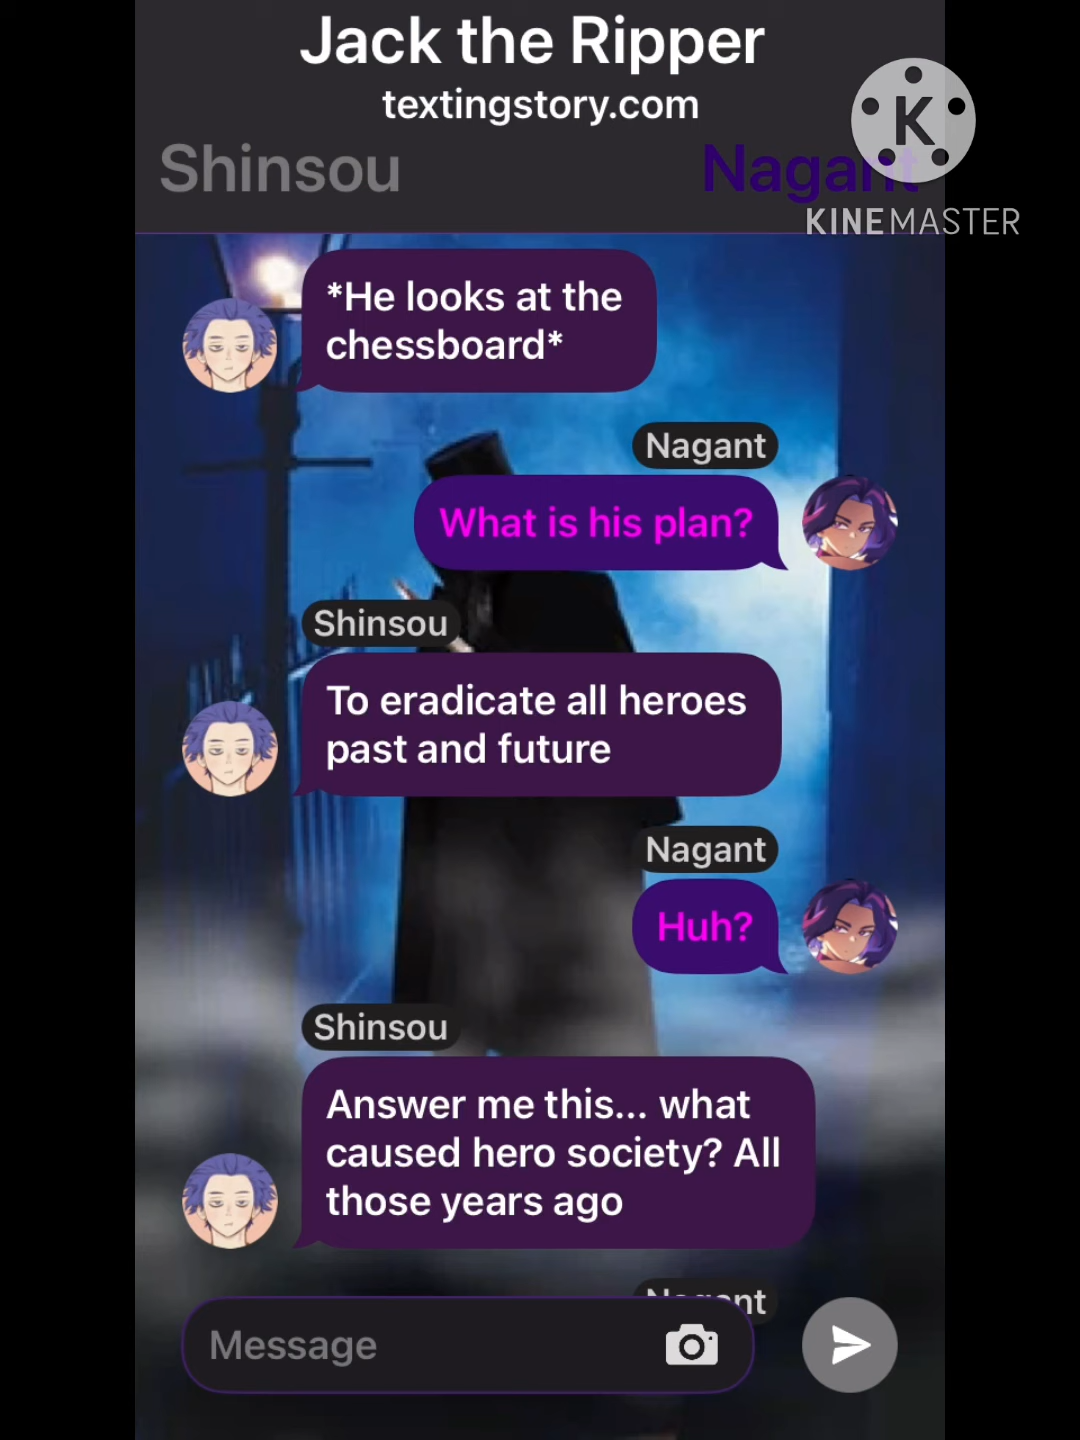 Jack the Ripper
textingstory.com
Shinsou
Nagant
K
KINEMASTER
*He looks at the
chessboard*
Nagant
What is his plan?
Shinsou
To eradicate all heroes
past and future
Nagant
Huh?
Shinsou
Answer me this... what
caused hero society? All
those years ago
Nagant
Message